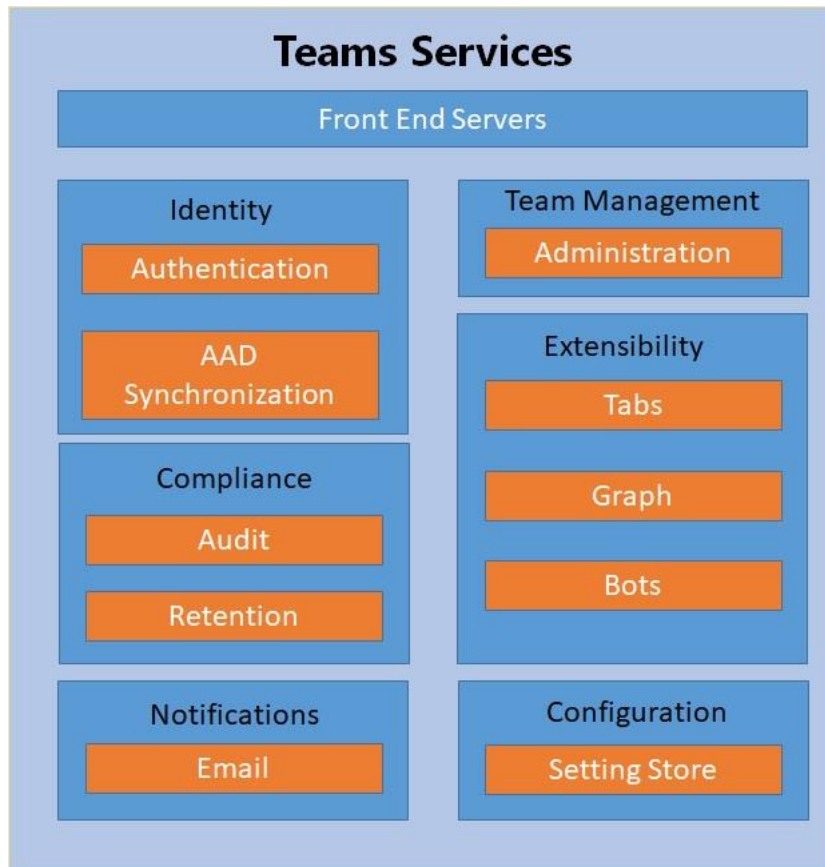 Teams Services
Front End Servers
Identity
Authentication
AAD
Synchronization
Compliance
Audit
Retention
Notifications
Email
Team Management
Administration
Extensibility
Tabs
Graph
Bots
Configuration
Setting Store